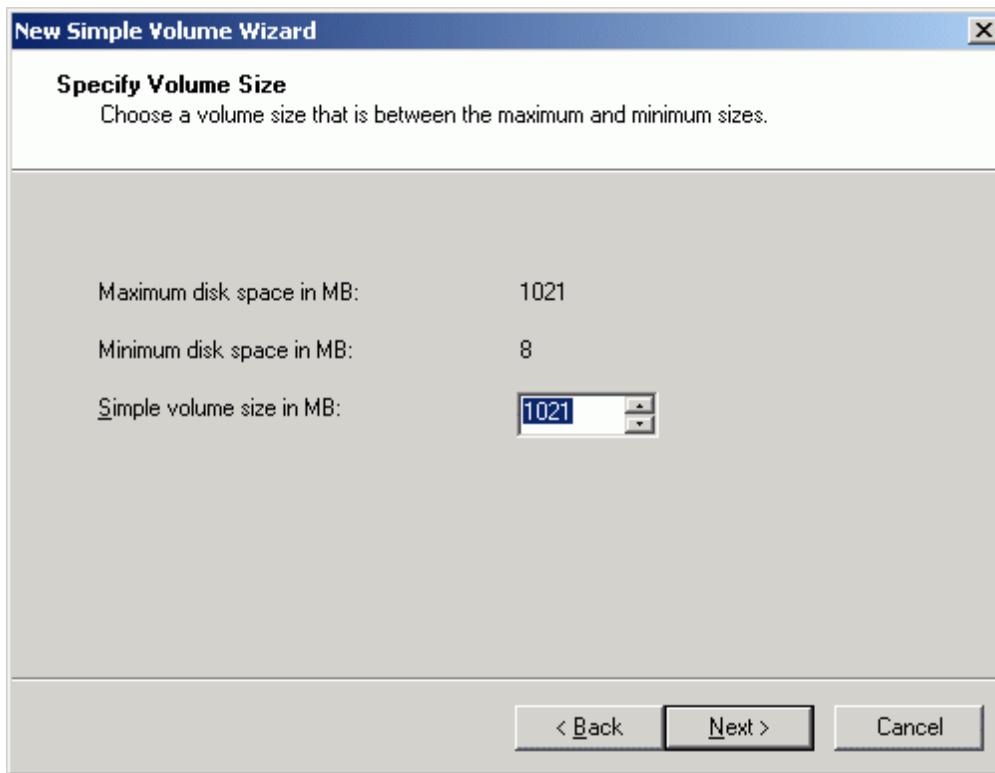 New Simple Volume Wizard
Specify Volume Size
Choose a volume size that is between the maximum and minimum sizes.
Maximum disk space in MB: 1021
Minimum disk space in MB: 8
Simple volume size in MB: 1021
< Back Next > Cancel